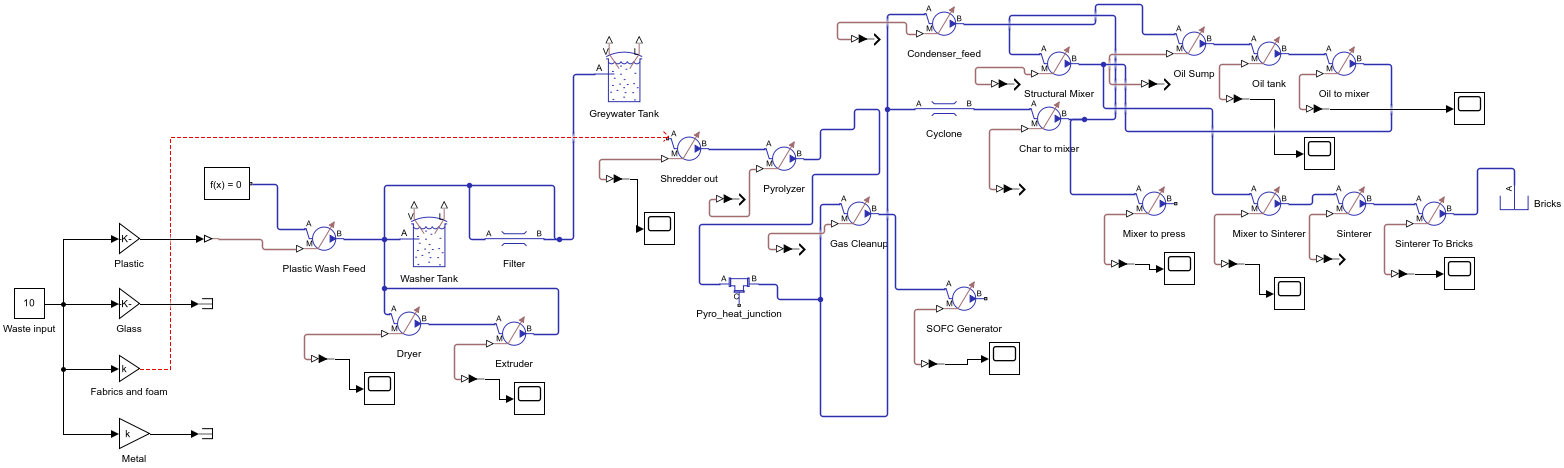 A
B
M
Condenser_feed
A
B
M
Structural Mixer
A
B
M
Oil Sump
A
B
M
Oil tank
A
B
M
Oil to mixer
V
L
A
Greywater Tank
A
B
Cyclone
A
B
M
Char to mixer
A
B
M
Shredder out
A
B
M
Pyrolyzer
f(x) = 0
A
B
M
Plastic Wash Feed
V
L
A
Washer Tank
A
B
Filter
A
B
M
Gas Cleanup
A
B
M
Mixer to press
A
B
M
Mixer to Sinterer
A
B
M
Sinterer
A
B
M
Sinterer To Bricks
A
Bricks
K-
Plastic
10
Waste input
K-
Glass
A
B
C
Pyro_heat_junction
A
B
M
SOFC Generator
A
B
M
Dryer
A
B
M
Extruder
k
Fabrics and foam
k
Metal